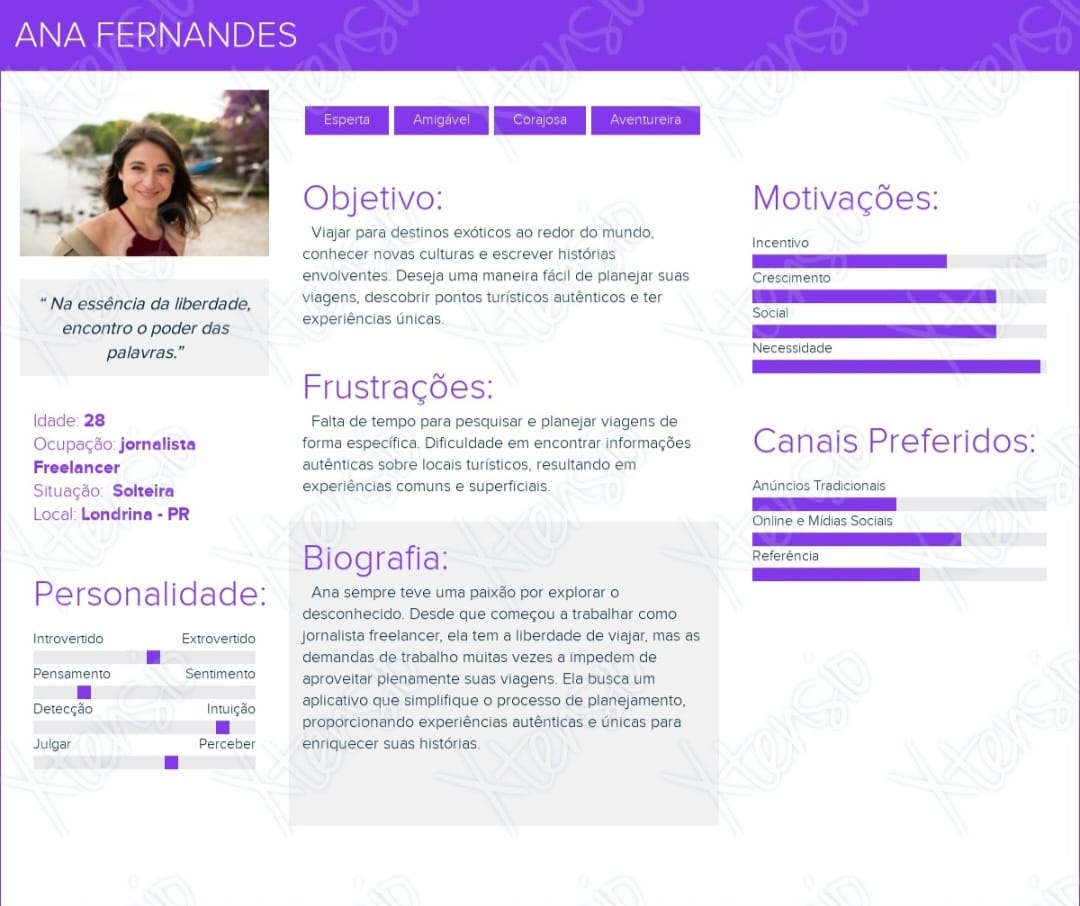 ANA FERNANDES
Esperta
Amigável
Corajosa
Aventureira
“ Na essência da liberdade,
encontro o poder das
palavras.”
Idade: 28
Ocupação: jornalista
Freelancer
Situação: Solteira
Local: Londrina - PR
Personalidade:
Introvertido Extrovertido
Pensamento Sentimento
Detecção Intuição
Julgar Perceber
Objetivo:
Viajar para destinos exóticos ao redor do mundo,
conhecer novas culturas e escrever histórias
envolventes. Deseja uma maneira fácil de planejar suas
viagens, descobrir pontos turísticos autênticos e ter
experiências únicas.
Frustrações:
Falta de tempo para pesquisar e planejar viagens de
forma específica. Dificuldade em encontrar informações
autênticas sobre locais turísticos, resultando em
experiências comuns e superficiais.
Biografia:
Ana sempre teve uma paixão por explorar o
desconhecido. Desde que começou a trabalhar como
jornalista freelancer, ela tem a liberdade de viajar, mas as
demandas de trabalho muitas vezes a impedem de
aproveitar plenamente suas viagens. Ela busca um
aplicativo que simplifique o processo de planejamento,
proporcionando experiências autênticas e únicas para
enriquecer suas histórias.
Motivações:
Incentivo
Crescimento
Social
Necessidade
Canais Preferidos:
Anúncios Tradicionais
Online e Mídias Sociais
Referência
Xtensio